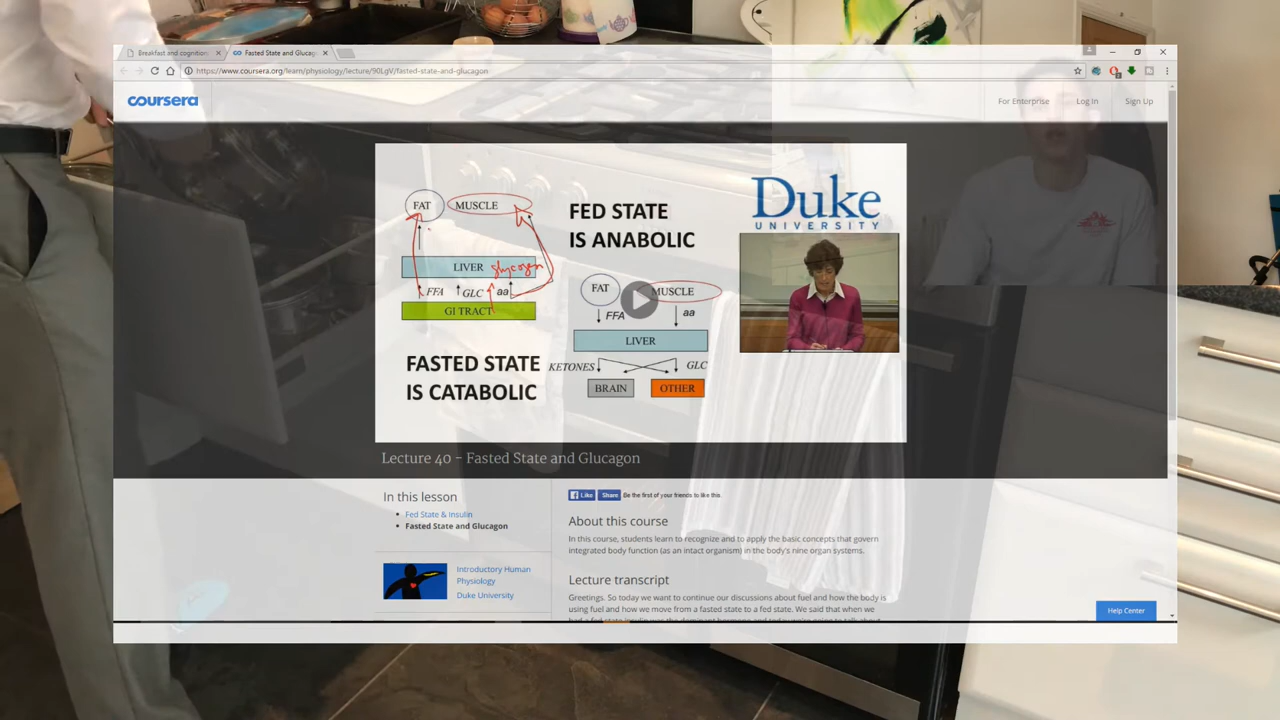 Breakfast and cognition
Fasted State and Glucag
https://www.coursera.org/learn/physiology/lecture/90LgV/fasted-state-and-glucagon
coursera
For Enterprise
Log In
Sign Up
FAT
MUSCLE
LIVER
glycogen
FFA
GLC
aa
GI TRACT
FED STATE
IS ANABOLIC
FASTED STATE
IS CATABOLIC
FAT
MUSCLE
FFA
aa
LIVER
KETONES
GLC
BRAIN
OTHER
Duke
UNIVERSITY
Lecture 40 - Fasted State and Glucagon
In this lesson
Fed State & Insulin
Fasted State and Glucagon
Introductory Human
Physiology
Duke University
Like
Share
Be the first of your friends to like this.
About this course
In this course, students learn to recognize and to apply the basic concepts that govern
integrated body function (as an intact organism) in the body's nine organ systems.
Lecture transcript
Greetings. So today we want to continue our discussions about fuel and how the body is
using fuel and how we move from a fasted state to a fed state. We said that when we
Help Center